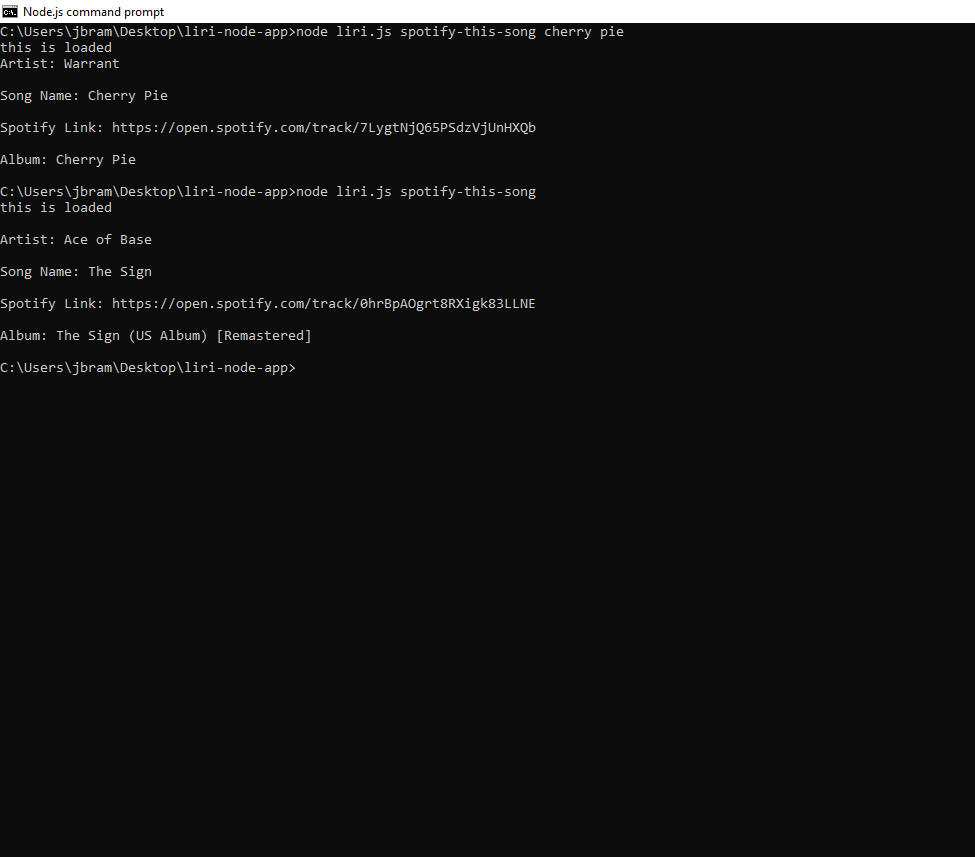 Node.js command prompt
C:\Users\jbram\Desktop\liri-node-app>node liri.js spotify-this-song cherry pie
this is loaded
Artist: Warrant
Song Name: Cherry Pie
Spotify Link: https://open.spotify.com/track/7LygtNjQ65PSdzVjUnHXQb
Album: Cherry Pie
C:\Users\jbram\Desktop\liri-node-app>node liri.js spotify-this-song
this is loaded
Artist: Ace of Base
Song Name: The Sign
Spotify Link: https://open.spotify.com/track/0hrBpAOgrt8RXigk83LLNE
Album: The Sign (US Album) [Remastered]
C:\Users\jbram\Desktop\liri-node-app>